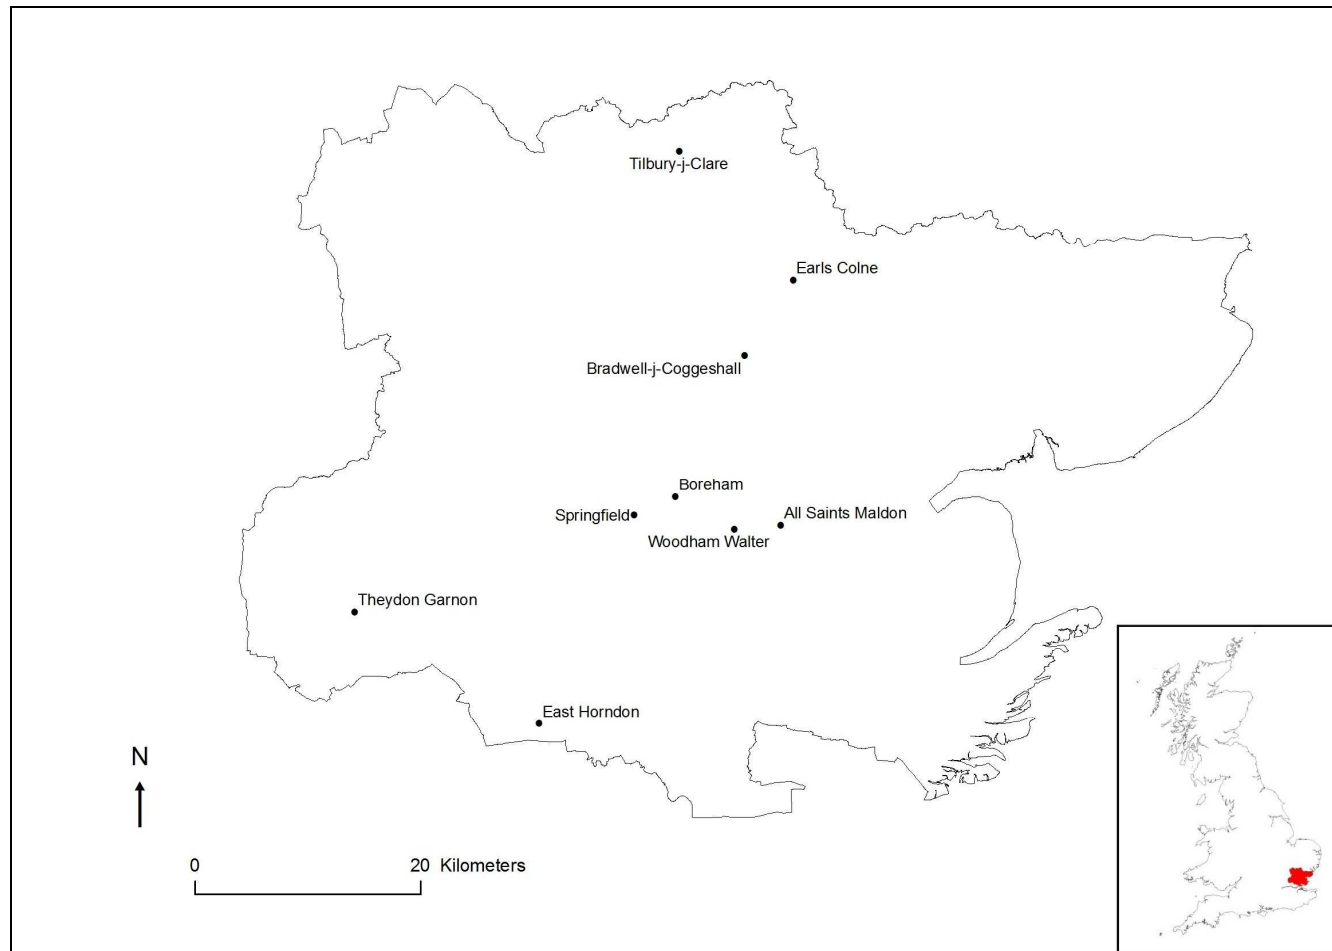 Tilbury-j-Clare
Earls Colne
Bradwell-j-Coggeshall
Boreham
Springfield
All Saints Maldon
Woodham Walter
Theydon Garnon
East Horndon
N
0 20 Kilometers